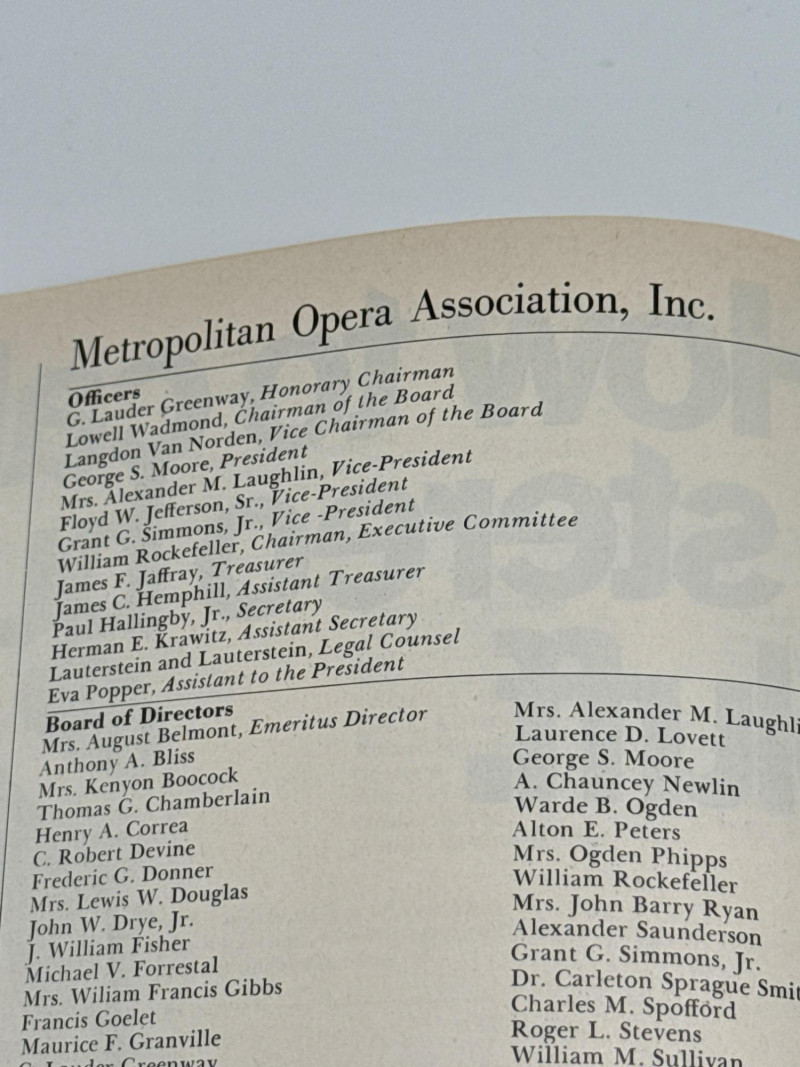 Metropolitan Opera Association, Inc.
Officers
G. Lauder Greenway, Honorary Chairman
Lowell Wadmond, Chairman of the Board
Langdon Van Norden, Vice Chairman of the Board
George S. Moore, President
Mrs. Alexander M. Laughlin, Vice-President
Floyd W. Jefferson, Sr., Vice-President
Grant G. Simmons, Jr., Vice -President
William Rockefeller, Chairman, Executive Committee
James F. Jaffray, Treasurer
James C. Hemphill, Assistant Treasurer
Paul Hallingby, Jr., Secretary
Herman E. Krawitz, Assistant Secretary
Lauterstein and Lauterstein, Legal Counsel
Eva Popper, Assistant to the President
Board of Directors
Mrs. August Belmont, Emeritus Director
Anthony A. Bliss
Mrs. Kenyon Boocock
Thomas G. Chamberlain
Henry A. Correa
C. Robert Devine
Frederic G. Donner
Mrs. Lewis W. Douglas
John W. Drye, Jr.
J. William Fisher
Michael V. Forrestal
Mrs. Wiliam Francis Gibbs
Francis Goelet
Maurice F. Granville
G. Lauder Greenway
Mrs. Alexander M. Laughli
Laurence D. Lovett
George S. Moore
A. Chauncey Newlin
Warde B. Ogden
Alton E. Peters
Mrs. Ogden Phipps
William Rockefeller
Mrs. John Barry Ryan
Alexander Saunderson
Grant G. Simmons, Jr.
Dr. Carleton Sprague Smit
Charles M. Spofford
Roger L. Stevens
William M. Sullivan